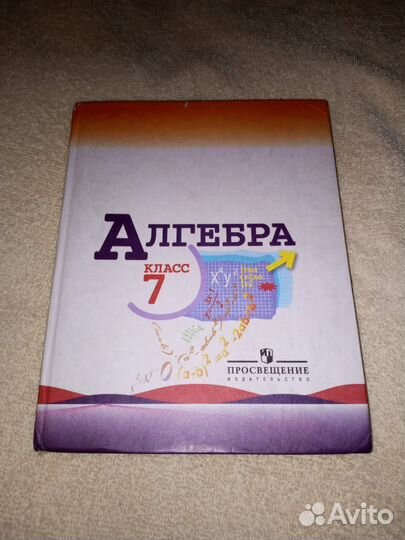 АЛГЕБРА
КЛАСС
7
ПРОСВЕЩЕНИЕ
ИЗДАТЕЛЬСТВО
Avito